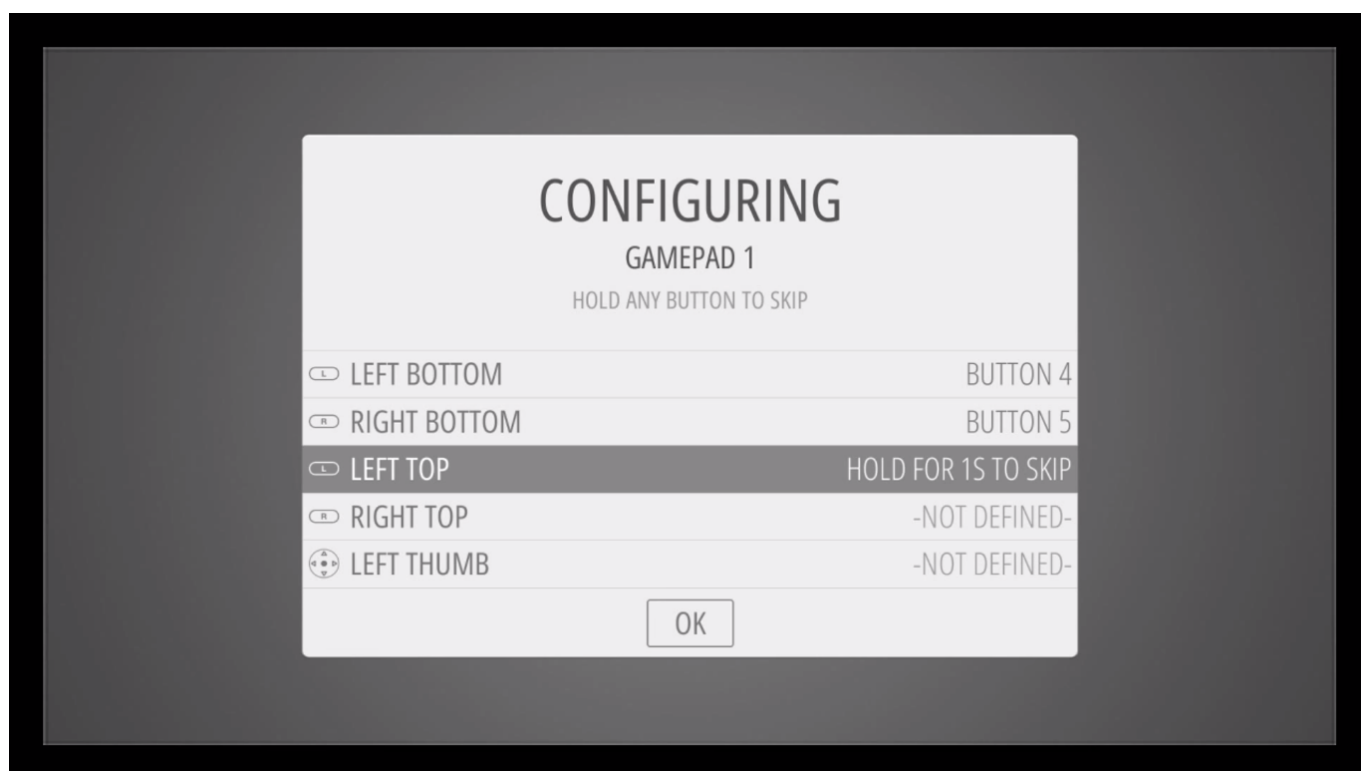 CONFIGURING
GAMEPAD 1
HOLD ANY BUTTON TO SKIP
L LEFT BOTTOM BUTTON 4
R RIGHT BOTTOM BUTTON 5
L LEFT TOP HOLD FOR 1S TO SKIP
R RIGHT TOP -NOT DEFINED-
LEFT THUMB -NOT DEFINED-
OK